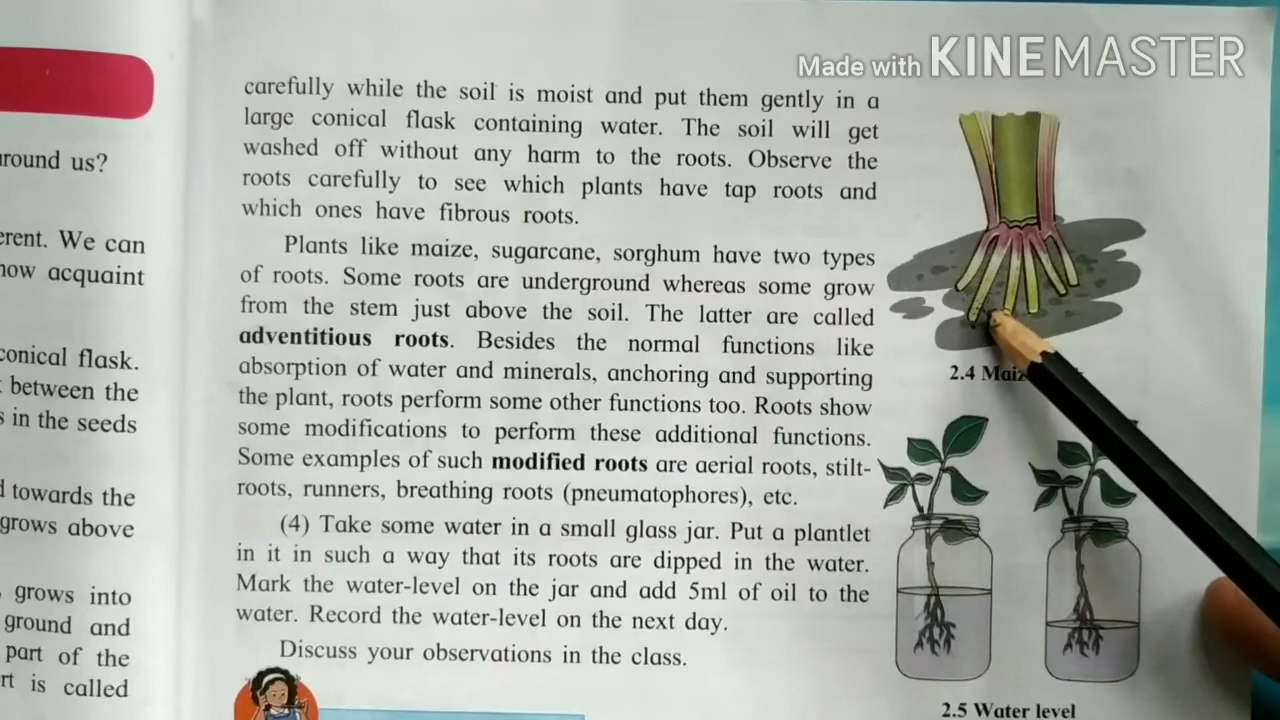 Made with KINEMASTER
around us?
erent. We can
now acquaint
conical flask.
between the
s in the seeds
d towards the
grows above
grows into
ground and
part of the
rt is called
carefully while the soil is moist and put them gently in a
large conical flask containing water. The soil will get
washed off without any harm to the roots. Observe the
roots carefully to see which plants have tap roots and
which ones have fibrous roots.
Plants like maize, sugarcane, sorghum have two types
of roots. Some roots are underground whereas some grow
from the stem just above the soil. The latter are called
adventitious roots. Besides the normal functions like
absorption of water and minerals, anchoring and supporting
the plant, roots perform some other functions too. Roots show
some modifications to perform these additional functions.
Some examples of such modified roots are aerial roots, stilt-
roots, runners, breathing roots (pneumatophores), etc.
(4) Take some water in a small glass jar. Put a plantlet
in it in such a way that its roots are dipped in the water.
Mark the water-level on the jar and add 5ml of oil to the
water. Record the water-level on the next day.
Discuss your observations in the class.
2.4 Maiz
2.5 Water level